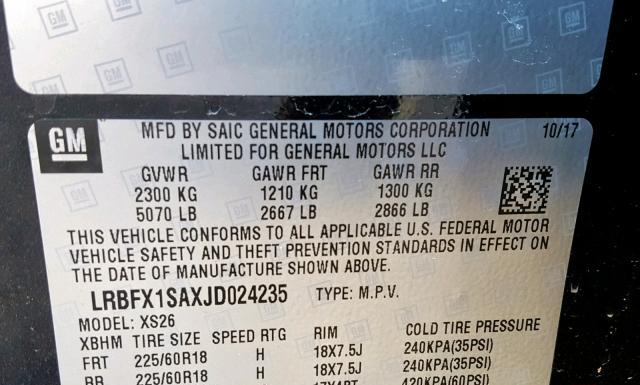 GM
MFD BY SAIC GENERAL MOTORS CORPORATION 10/17
LIMITED FOR GENERAL MOTORS LLC
GVWR GAWR FRT GAWR RR
2300 KG 1210 KG 1300 KG
5070 LB 2667 LB 2866 LB
THIS VEHICLE CONFORMS TO ALL APPLICABLE U.S. FEDERAL MOTOR
VEHICLE SAFETY AND THEFT PREVENTION STANDARDS IN EFFECT ON
THE DATE OF MANUFACTURE SHOWN ABOVE.
LRBFX1SAXJD024235 TYPE: M.P.V.
MODEL: XS26
XBHM TIRE SIZE SPEED RTG RIM COLD TIRE PRESSURE
FRT 225/60R18 H 18X7.5J 240KPA(35PSI)
RR 225/60R18 H 18X7.5J 240KPA(35PSI)
17X4BT 420KPA(60PSI)